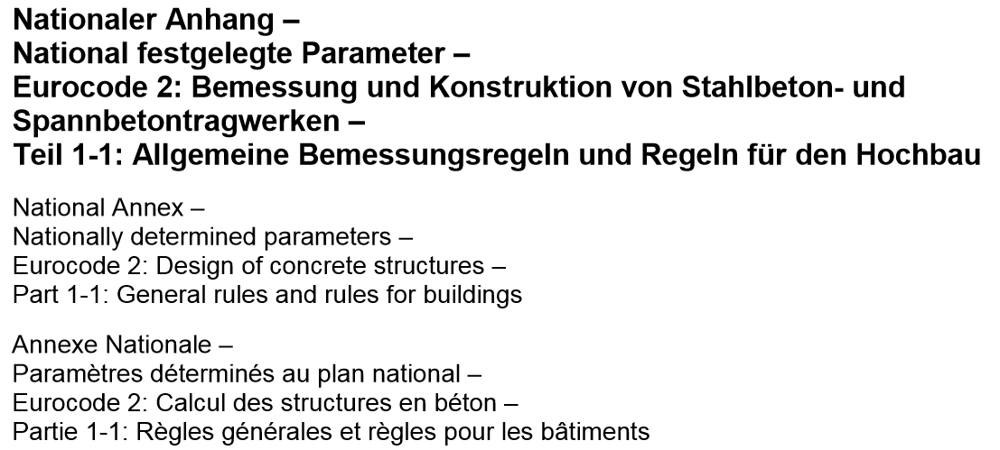 Nationaler Anhang –
National festgelegte Parameter –
Eurocode 2: Bemessung und Konstruktion von Stahlbeton- und
Spannbetontragwerken –
Teil 1-1: Allgemeine Bemessungsregeln und Regeln für den Hochbau
National Annex –
Nationally determined parameters –
Eurocode 2: Design of concrete structures –
Part 1-1: General rules and rules for buildings
Annexe Nationale –
Paramètres déterminés au plan national –
Eurocode 2: Calcul des structures en béton –
Partie 1-1: Règles générales et règles pour les bâtiments